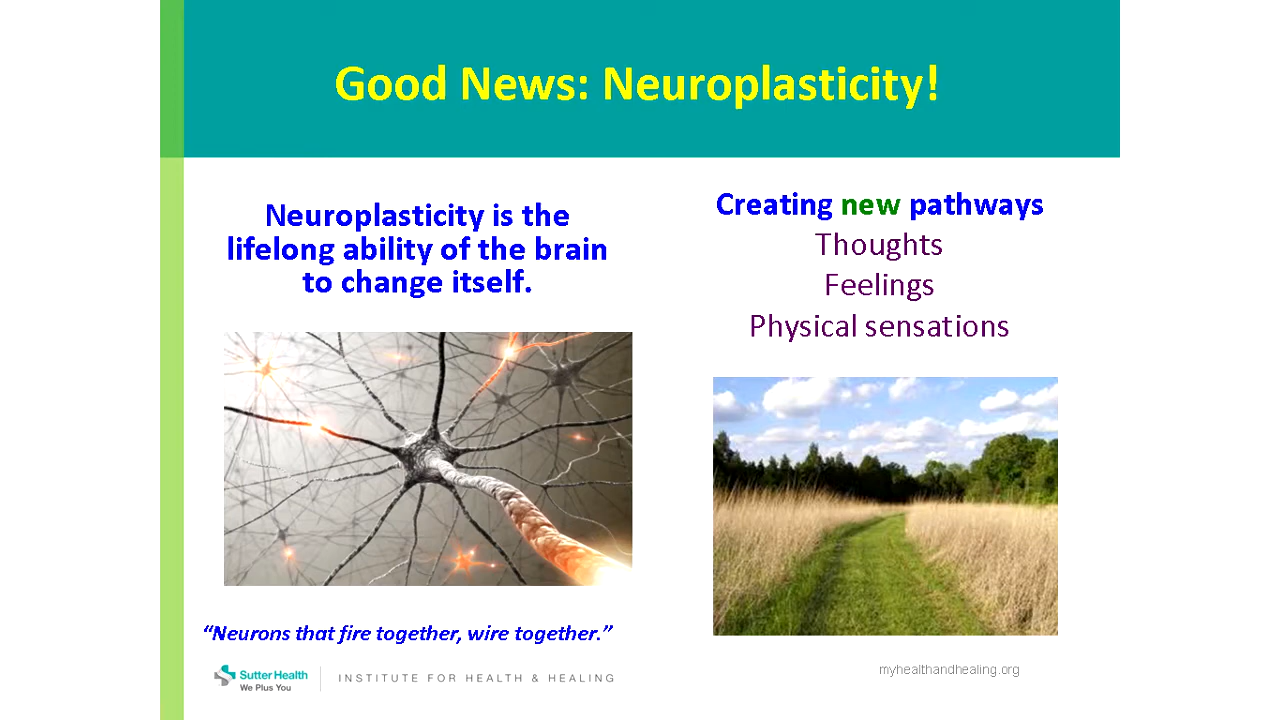 Good News: Neuroplasticity!
Neuroplasticity is the
lifelong ability of the brain
to change itself.
“Neurons that fire together, wire together.”
Creating new pathways
Thoughts
Feelings
Physical sensations
Sutter Health
We Plus You
INSTITUTE FOR HEALTH & HEALING
myhealthandhealing.org